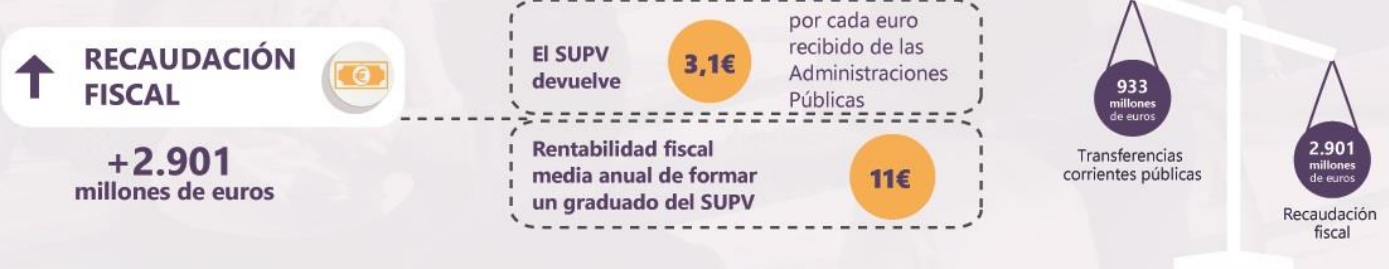 RECAUDACIÓN
FISCAL
+2.901
millones de euros
El SUPV
devuelve
3,1€
por cada euro
recibido de las
Administraciones
Públicas
Rentabilidad fiscal
media anual de formar
un graduado del SUPV
11€
933
millones
de euros
Transferencias
corrientes públicas
2.901
millones
de euros
Recaudación
fiscal